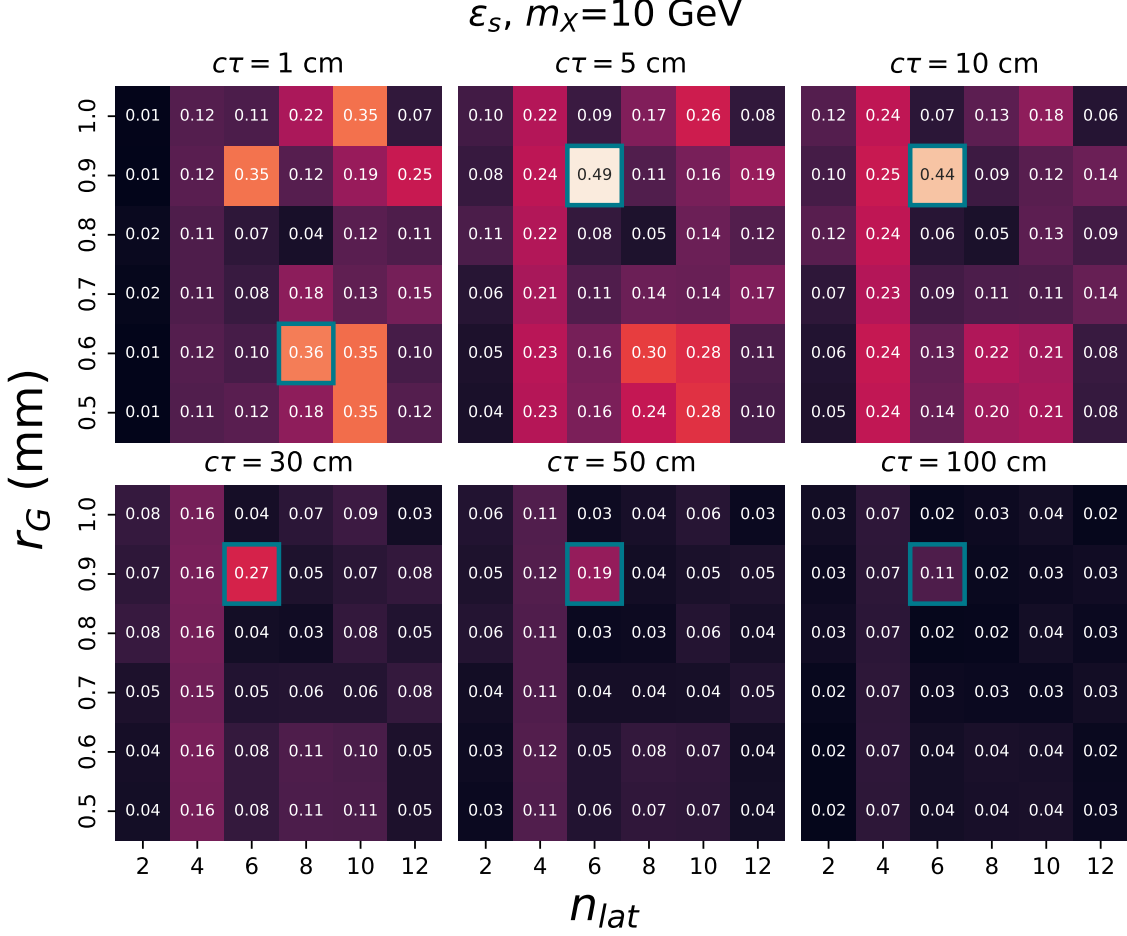 ε_s, m_X=10 GeV
cτ = 1 cm cτ = 5 cm cτ = 10 cm
1.0 0.01 0.12 0.11 0.22 0.35 0.07 0.10 0.22 0.09 0.17 0.26 0.08 0.12 0.24 0.07 0.13 0.18 0.06
0.9 0.01 0.12 0.35 0.12 0.19 0.25 0.08 0.24 0.49 0.11 0.16 0.19 0.10 0.25 0.44 0.09 0.12 0.14
0.8 0.02 0.11 0.07 0.04 0.12 0.11 0.11 0.22 0.08 0.05 0.14 0.12 0.12 0.24 0.06 0.05 0.13 0.09
0.7 0.02 0.11 0.08 0.18 0.13 0.15 0.06 0.21 0.11 0.14 0.14 0.17 0.07 0.23 0.09 0.11 0.11 0.14
0.6 0.01 0.12 0.10 0.36 0.35 0.10 0.05 0.23 0.16 0.30 0.28 0.11 0.06 0.24 0.13 0.22 0.21 0.08
0.5 0.01 0.11 0.12 0.18 0.35 0.12 0.04 0.23 0.16 0.24 0.28 0.10 0.05 0.24 0.14 0.20 0.21 0.08
r_G (mm)
cτ = 30 cm cτ = 50 cm cτ = 100 cm
1.0 0.08 0.16 0.04 0.07 0.09 0.03 0.04 0.11 0.03 0.04 0.06 0.03 0.03 0.07 0.02 0.03 0.04 0.02
0.9 0.07 0.16 0.27 0.05 0.07 0.08 0.05 0.12 0.19 0.04 0.05 0.05 0.03 0.07 0.11 0.02 0.03 0.03
0.8 0.08 0.16 0.04 0.03 0.08 0.05 0.06 0.11 0.03 0.03 0.06 0.04 0.03 0.07 0.02 0.02 0.04 0.03
0.7 0.05 0.15 0.05 0.06 0.06 0.08 0.04 0.11 0.04 0.04 0.04 0.05 0.02 0.07 0.03 0.03 0.03 0.03
0.6 0.04 0.16 0.08 0.11 0.10 0.05 0.03 0.12 0.05 0.08 0.07 0.04 0.02 0.07 0.04 0.04 0.04 0.02
0.5 0.04 0.16 0.08 0.11 0.11 0.05 0.03 0.11 0.06 0.07 0.07 0.04 0.02 0.07 0.04 0.04 0.04 0.03
2 4 6 8 10 12 2 4 6 8 10 12 2 4 6 8 10 12
n_lat